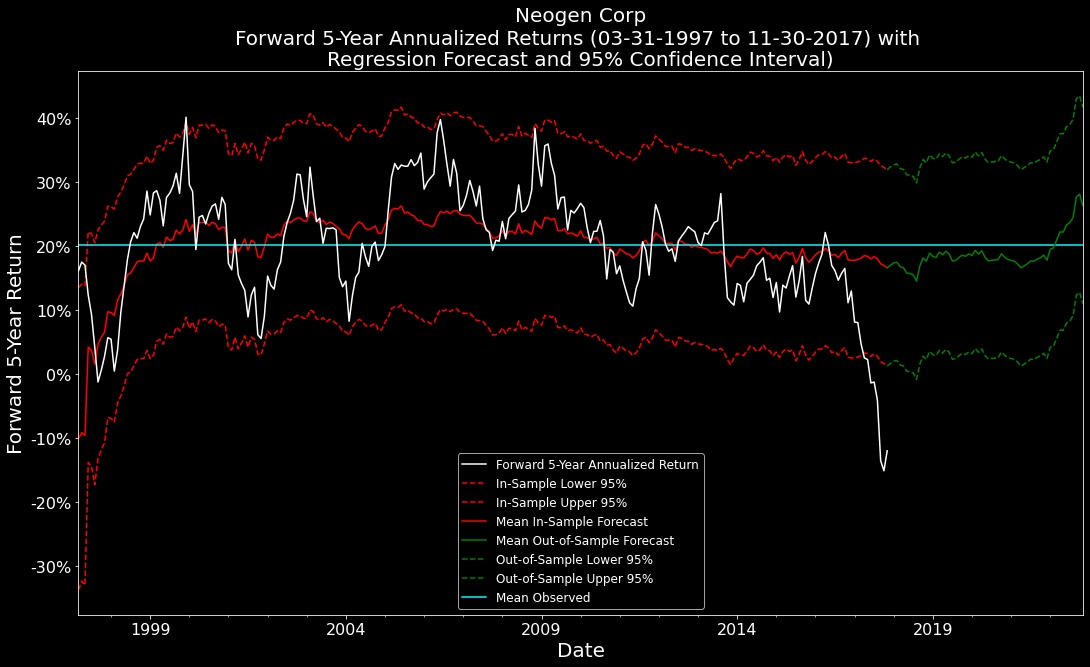 Neogen Corp
Forward 5-Year Annualized Returns (03-31-1997 to 11-30-2017) with
Regression Forecast and 95% Confidence Interval)
Forward 5-Year Return
40%
30%
20%
10%
0%
-10%
-20%
-30%
Forward 5-Year Annualized Return
In-Sample Lower 95%
In-Sample Upper 95%
Mean In-Sample Forecast
Mean Out-of-Sample Forecast
Out-of-Sample Lower 95%
Out-of-Sample Upper 95%
Mean Observed
1999 2004 2009 2014 2019
Date